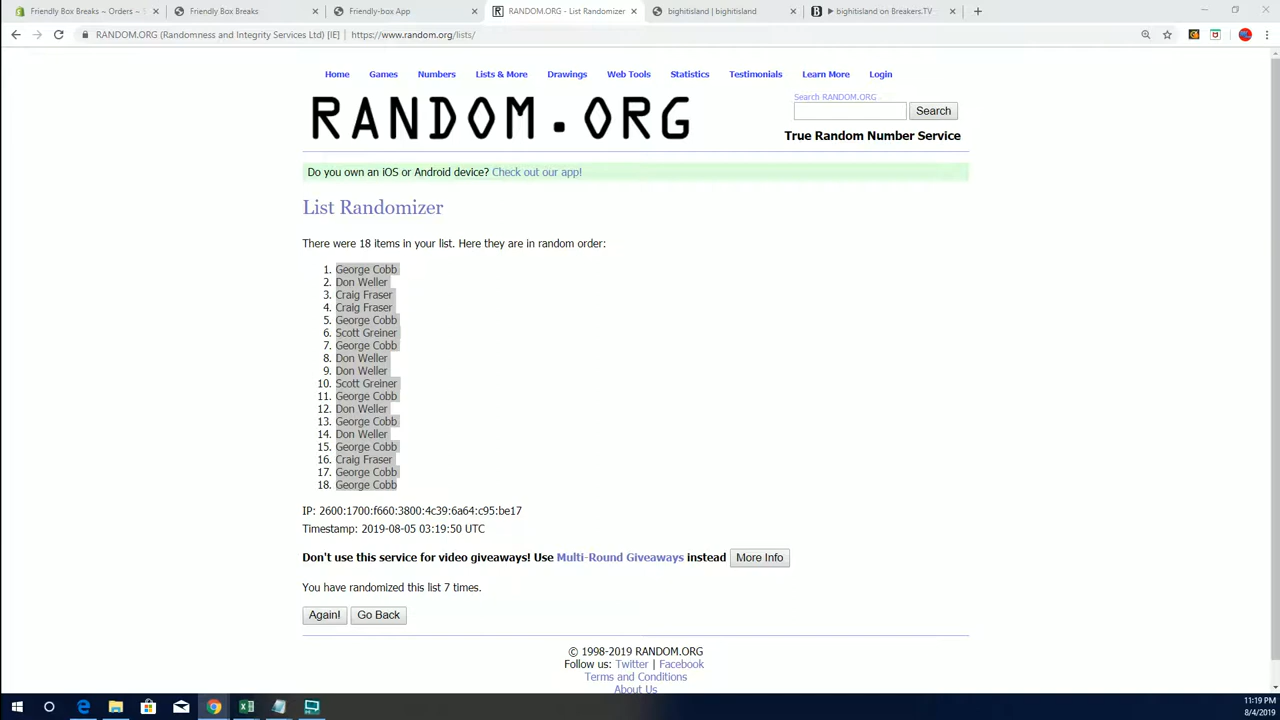 Friendly Box Breaks ~ Orders ~ S
Friendly Box Breaks
Friendly-box App
RANDOM.ORG - List Randomizer
bighitisland | bighitisland
bighitisland on Breakers.TV
RANDOM.ORG (Randomness and Integrity Services Ltd) [IE] | https://www.random.org/lists/
Home Games Numbers Lists & More Drawings Web Tools Statistics Testimonials Learn More Login
RANDOM.ORG
Search RANDOM.ORG
Search
True Random Number Service
Do you own an iOS or Android device? Check out our app!
List Randomizer
There were 18 items in your list. Here they are in random order:
1. George Cobb
2. Don Weller
3. Craig Fraser
4. Craig Fraser
5. George Cobb
6. Scott Greiner
7. George Cobb
8. Don Weller
9. Don Weller
10. Scott Greiner
11. George Cobb
12. Don Weller
13. George Cobb
14. Don Weller
15. George Cobb
16. Craig Fraser
17. George Cobb
18. George Cobb
IP: 2600:1700:f660:3800:4c39:6a64:c95:be17
Timestamp: 2019-08-05 03:19:50 UTC
Don't use this service for video giveaways! Use Multi-Round Giveaways instead More Info
You have randomized this list 7 times.
Again! Go Back
© 1998-2019 RANDOM.ORG
Follow us: Twitter | Facebook
Terms and Conditions
About Us
11:19 PM
8/4/2019